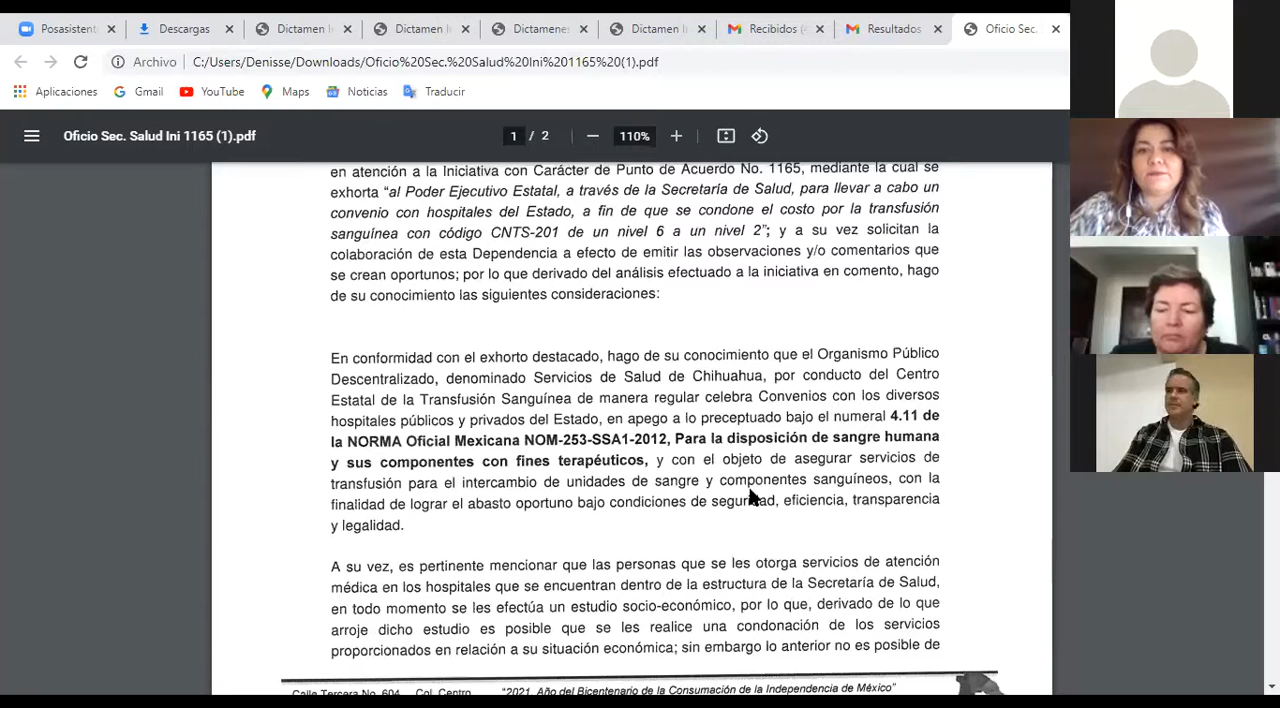 Posasistent
Descargas
Dictamen I
Dictamen I
Dictamene
Dictamen I
Recibidos (
Resultados
Oficio Sec.
Archivo
C:/Users/Denisse/Downloads/Oficio%20Sec.%20Salud%20Ini%201165%20(1).pdf
Aplicaciones
Gmail
YouTube
Maps
Noticias
Traducir
Oficio Sec. Salud Ini 1165 (1).pdf
1 / 2
110%
en atención a la Iniciativa con Carácter de Punto de Acuerdo No. 1165, mediante la cual se
exhorta “al Poder Ejecutivo Estatal, a través de la Secretaría de Salud, para llevar a cabo un
convenio con hospitales del Estado, a fin de que se condone el costo por la transfusión
sanguínea con código CNTS-201 de un nivel 6 a un nivel 2”; y a su vez solicitan la
colaboración de esta Dependencia a efecto de emitir las observaciones y/o comentarios que
se crean oportunos; por lo que derivado del análisis efectuado a la iniciativa en comento, hago
de su conocimiento las siguientes consideraciones:
En conformidad con el exhorto destacado, hago de su conocimiento que el Organismo Público
Descentralizado, denominado Servicios de Salud de Chihuahua, por conducto del Centro
Estatal de la Transfusión Sanguínea de manera regular celebra Convenios con los diversos
hospitales públicos y privados del Estado, en apego a lo preceptuado bajo el numeral 4.11 de
la NORMA Oficial Mexicana NOM-253-SSA1-2012, Para la disposición de sangre humana
y sus componentes con fines terapéuticos, y con el objeto de asegurar servicios de
transfusión para el intercambio de unidades de sangre y componentes sanguíneos, con la
finalidad de lograr el abasto oportuno bajo condiciones de seguridad, eficiencia, transparencia
y legalidad.
A su vez, es pertinente mencionar que las personas que se les otorga servicios de atención
médica en los hospitales que se encuentran dentro de la estructura de la Secretaría de Salud,
en todo momento se les efectúa un estudio socio-económico, por lo que, derivado de lo que
arroje dicho estudio es posible que se les realice una condonación de los servicios
proporcionados en relación a su situación económica; sin embargo lo anterior no es posible de
Calle Tercera No. 604 Col. Centro
"2021, Año del Bicentenario de la Consumación de la Independencia de México"